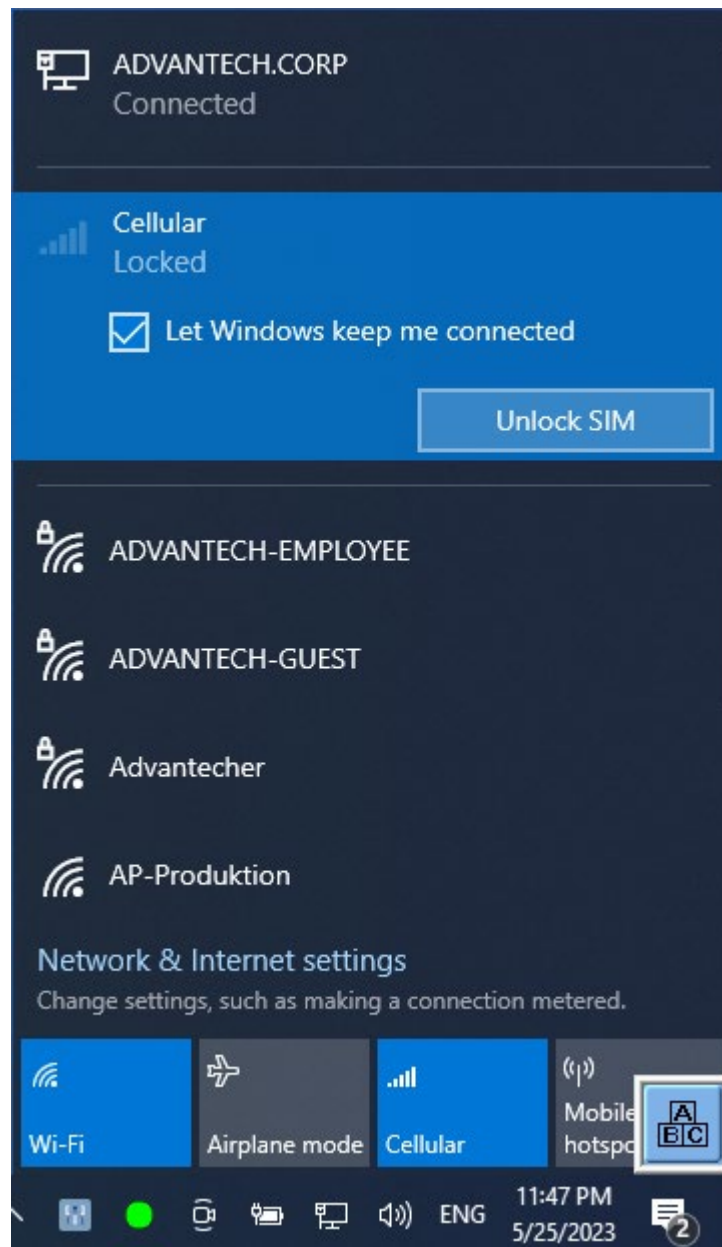 ADVANTECH.CORP
Connected
Cellular
Locked
Let Windows keep me connected
Unlock SIM
ADVANTECH-EMPLOYEE
ADVANTECH-GUEST
Advantecher
AP-Produktion
Network & Internet settings
Change settings, such as making a connection metered.
Wi-Fi
Airplane mode
Cellular
Mobile
hotspo
A
BC
ENG
11:47 PM
5/25/2023
2